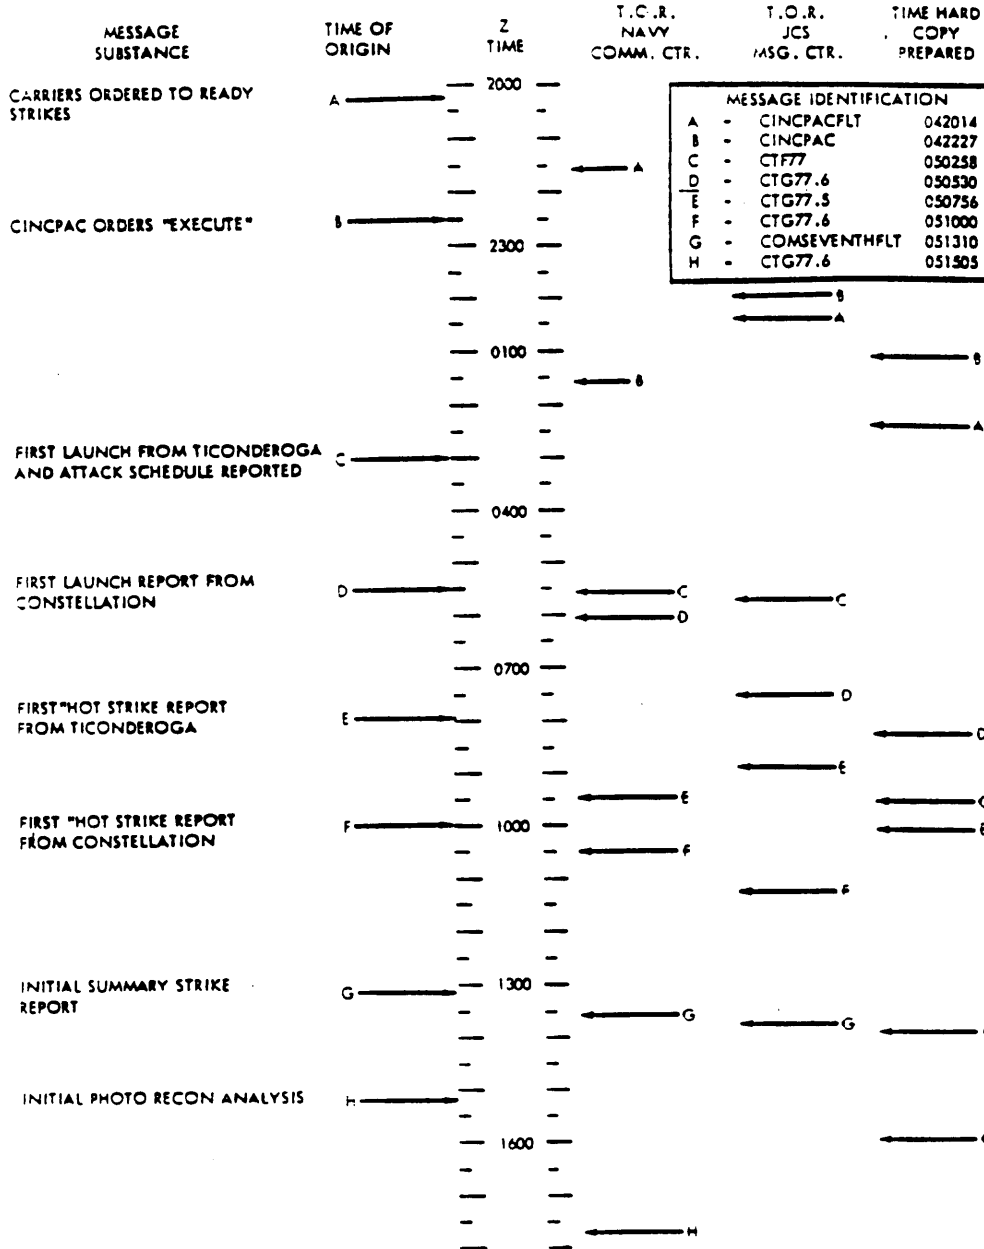 MESSAGE SUBSTANCE
TIME OF ORIGIN
Z TIME
T.O.R. NAVY COMM. CTR.
T.O.R. JCS MSG. CTR.
TIME HARD COPY PREPARED
CARRIERS ORDERED TO READY
STRIKES
A
2000
MESSAGE IDENTIFICATION
A - CINCPACFLT 042014
B - CINCPAC 042227
C - CTF77 050258
D - CTG77.6 050530
E - CTG77.5 050756
F - CTG77.6 051000
G - COMSEVENTHFLT 051310
H - CTG77.6 051505
A
CINCPAC ORDERS "EXECUTE"
B
2300
B
A
0100
B
B
A
FIRST LAUNCH FROM TICONDEROGA
AND ATTACK SCHEDULE REPORTED
C
0400
FIRST LAUNCH REPORT FROM
CONSTELLATION
D
C
C
D
0700
D
FIRST "HOT STRIKE REPORT
FROM TICONDEROGA
E
D
E
E
FIRST "HOT STRIKE REPORT
FROM CONSTELLATION
F
1000
F
F
INITIAL SUMMARY STRIKE
REPORT
G
1300
G
G
INITIAL PHOTO RECON ANALYSIS
H
1600
H